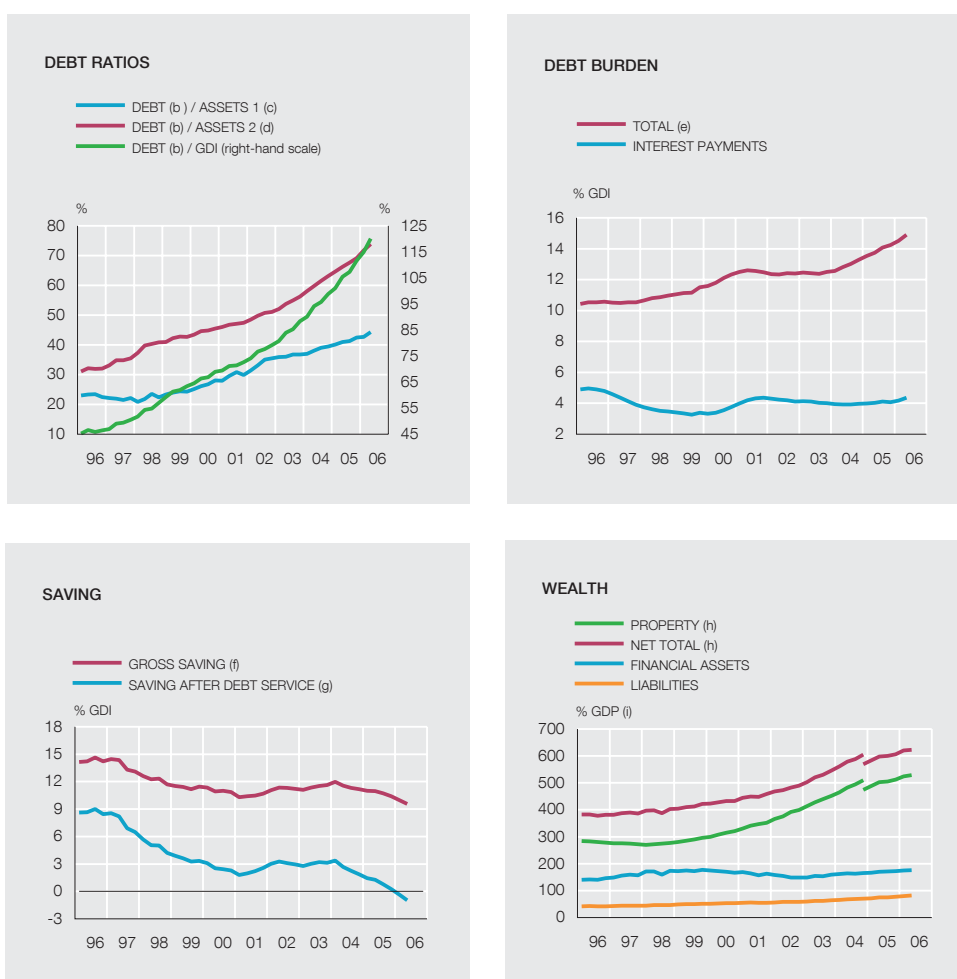 DEBT RATIOS
DEBT (b ) / ASSETS 1 (c)
DEBT (b) / ASSETS 2 (d)
DEBT (b) / GDI (right-hand scale)
% %
80 125
70 115
60 105
50 95
40 85
30 75
20 65
10 55
45
96 97 98 99 00 01 02 03 04 05 06
DEBT BURDEN
TOTAL (e)
INTEREST PAYMENTS
% GDI
16
14
12
10
8
6
4
2
96 97 98 99 00 01 02 03 04 05 06
SAVING
GROSS SAVING (f)
SAVING AFTER DEBT SERVICE (g)
% GDI
18
15
12
9
6
3
0
-3
96 97 98 99 00 01 02 03 04 05 06
WEALTH
PROPERTY (h)
NET TOTAL (h)
FINANCIAL ASSETS
LIABILITIES
% GDP (i)
700
600
500
400
300
200
100
0
96 97 98 99 00 01 02 03 04 05 06